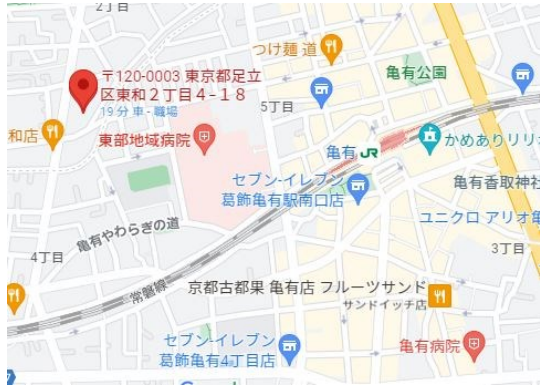 2丁目
つけ麺 道
〒120-0003 東京都足立
区東和2丁目4-18
19 分 車 - 職場
亀有公園
5丁目
和店
東部地域病院
亀有 JR
かめありリリオ
セブン-イレブン
葛飾亀有駅南口店
亀有香取神社
ユニクロ アリオ亀
亀有やわらぎの道
4丁目
3丁目
常磐線
京都古都果 亀有店 フルーツサンド
サンドイッチ店
セブン-イレブン
葛飾亀有4丁目店
亀有病院